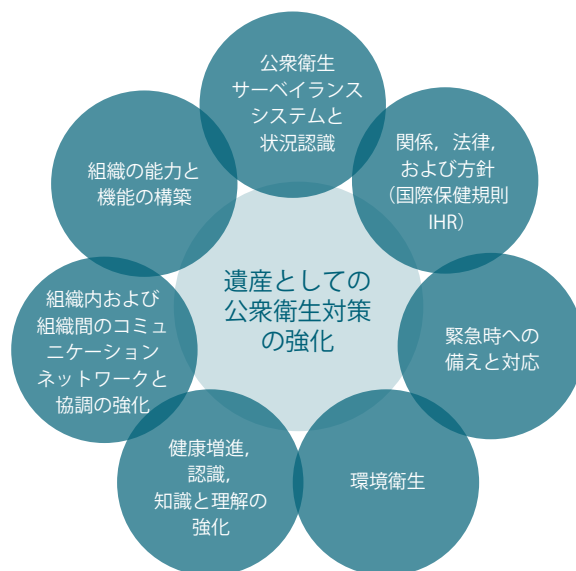 公衆衛生
サーベイランス
システムと
状況認識
関係，法律，
および方針
（国際保健規則
IHR）
緊急時への
備えと対応
環境衛生
健康増進，
認識，
知識と理解の
強化
組織内および
組織間のコミュ
ニケーション
ネットワークと
協調の強化
組織の能力と
機能の構築
遺産としての
公衆衛生対策
の強化